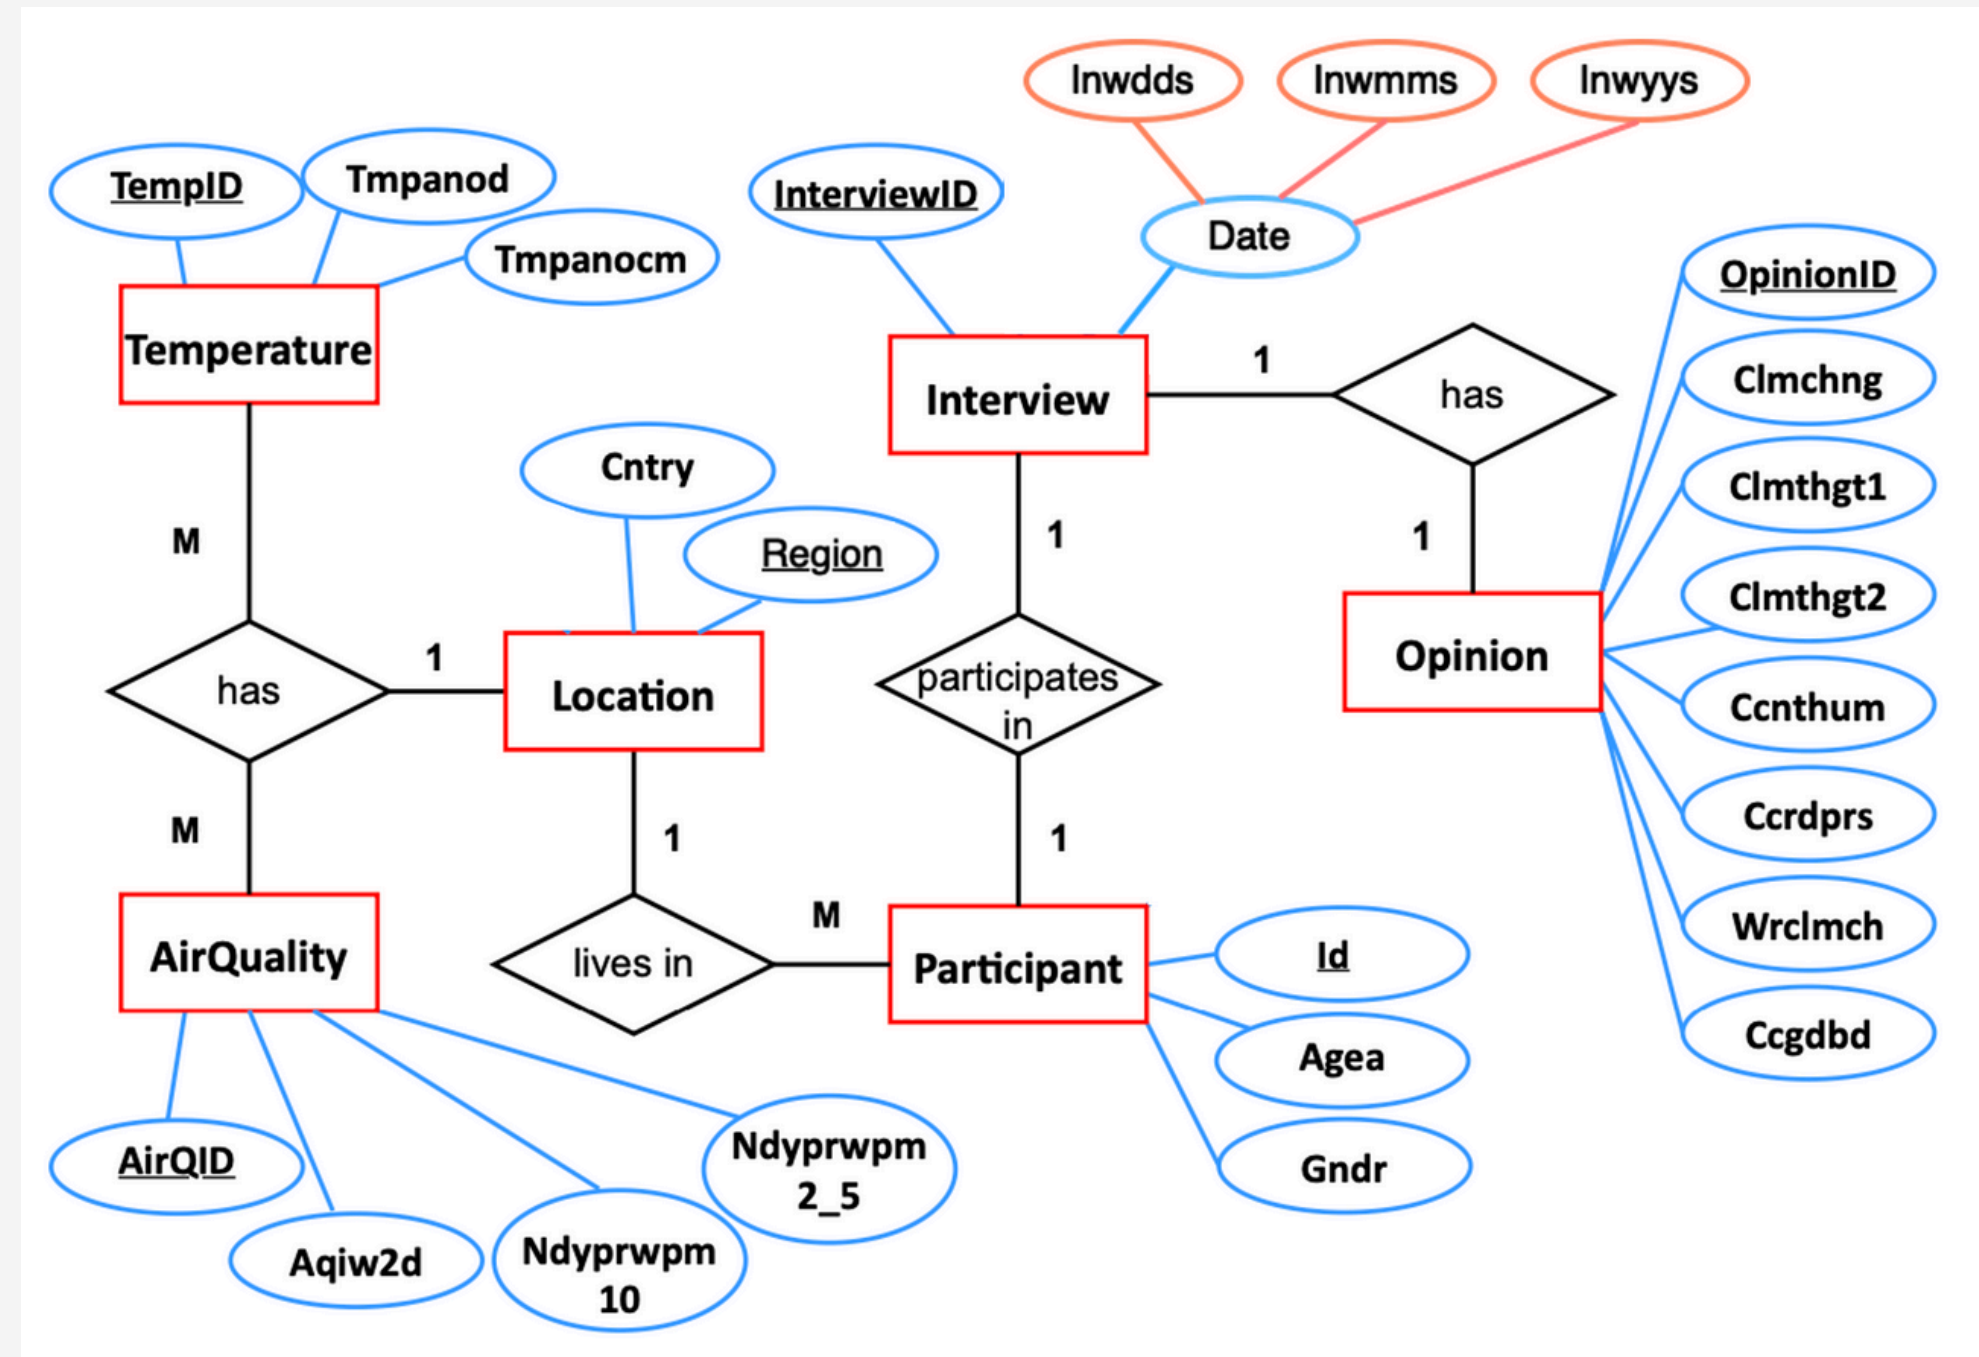 Inwdds
Inwmms
Inwyys
TempID
Tmpanod
Tmpanocm
InterviewID
Date
OpinionID
Temperature
Interview
1
has
Clmchng
Cntry
Clmthgt1
Region
M
1
1
Clmthgt2
has
1
Location
participates
in
Opinion
Ccnthum
M
1
1
Ccrdprs
AirQuality
lives in
M
Participant
Id
Wrclmch
Agea
Ccgdbd
AirQID
Ndyprwpm
2_5
Gndr
Aqiw2d
Ndyprwpm
10